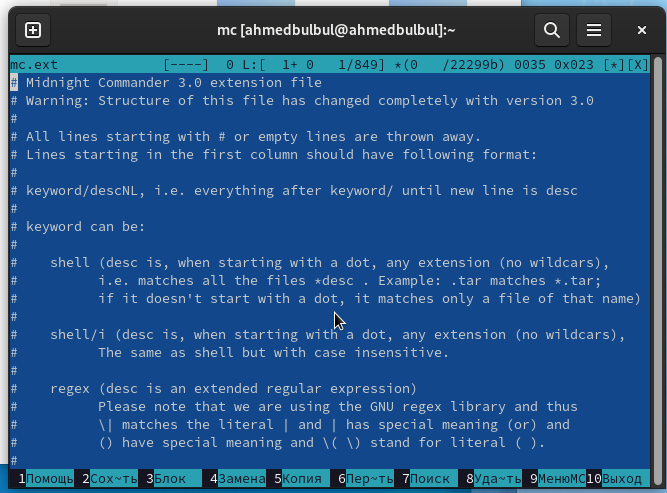 mc [ahmedbulbul@ahmedbulbul]:~
mc.ext [----] 0 L:[ 1+ 0 1/849] *(0 /22299b) 0035 0x023 [*][X]
# Midnight Commander 3.0 extension file
# Warning: Structure of this file has changed completely with version 3.0
#
# All lines starting with # or empty lines are thrown away.
# Lines starting in the first column should have following format:
#
# keyword/descNL, i.e. everything after keyword/ until new line is desc
#
# keyword can be:
#
# shell (desc is, when starting with a dot, any extension (no wildcars),
# i.e. matches all the files *desc . Example: .tar matches *.tar;
# if it doesn't start with a dot, it matches only a file of that name)
#
# shell/i (desc is, when starting with a dot, any extension (no wildcars),
# The same as shell but with case insensitive.
#
# regex (desc is an extended regular expression)
# Please note that we are using the GNU regex library and thus
# \| matches the literal | and | has special meaning (or) and
# () have special meaning and \( \) stand for literal ( ).
#
1Помощь 2Сох~ть 3Блок 4Замена 5Копия 6Пер~ть 7Поиск 8Уда~ть 9МенюMC 10Выход